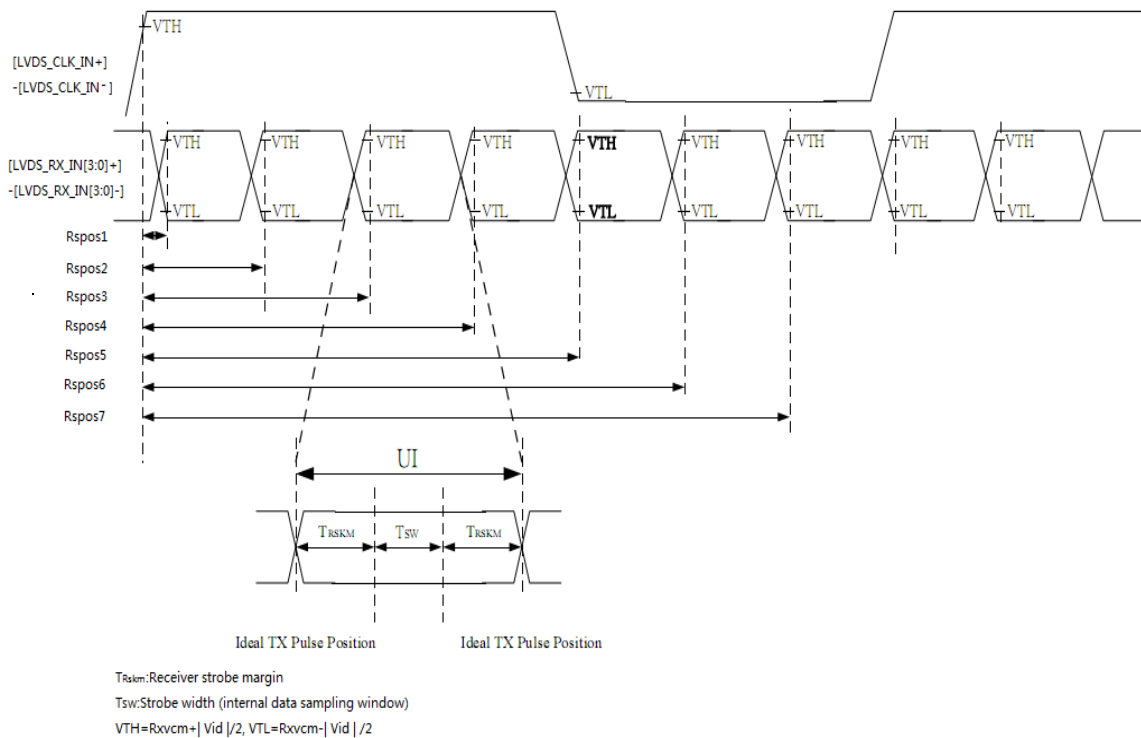 VTH
[LVDS_CLK_IN+]
-[LVDS_CLK_IN-]
VTL
VTH VTH VTH VTH VTH VTH VTH VTH VTH
[LVDS_RX_IN[3:0]+]
-[LVDS_RX_IN[3:0]-]
VTL VTL VTL VTL VTL VTL VTL VTL VTL
Rspos1
Rspos2
Rspos3
Rspos4
Rspos5
Rspos6
Rspos7
UI
TRSKM TSW TRSKM
Ideal TX Pulse Position Ideal TX Pulse Position
TRskm:Receiver strobe margin
Tsw:Strobe width (internal data sampling window)
VTH=Rxvcm+| Vid |/2, VTL=Rxvcm-| Vid | /2